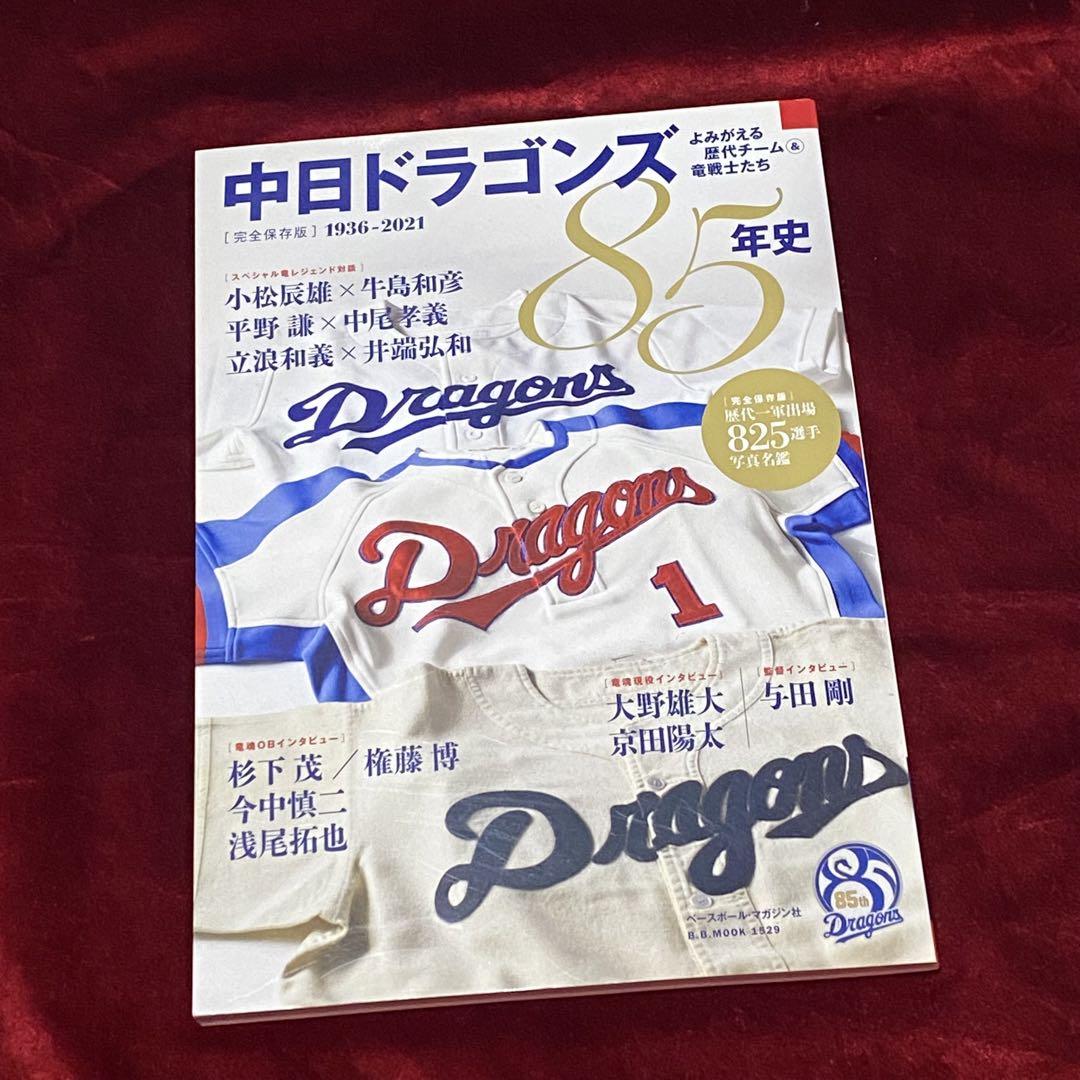 中日ドラゴンズ
よみがえる
歴代チーム&
竜戦士たち
85年史
[完全保存版] 1936-2021
[スペシャル竜レジェンド対談]
小松辰雄×牛島和彦
平野 謙×中尾孝義
立浪和義×井端弘和
Dragons
[完全保存版]
歴代一軍出場
825選手
写真名鑑
Dragons
1
[竜魂現役インタビュー]
大野雄大
京田陽太
[監督インタビュー]
与田 剛
[竜魂OBインタビュー]
杉下 茂/権藤 博
今中慎二
浅尾拓也
Dragons
85
85th
Dragons
ベースボール・マガジン社
B.B.MOOK 1529